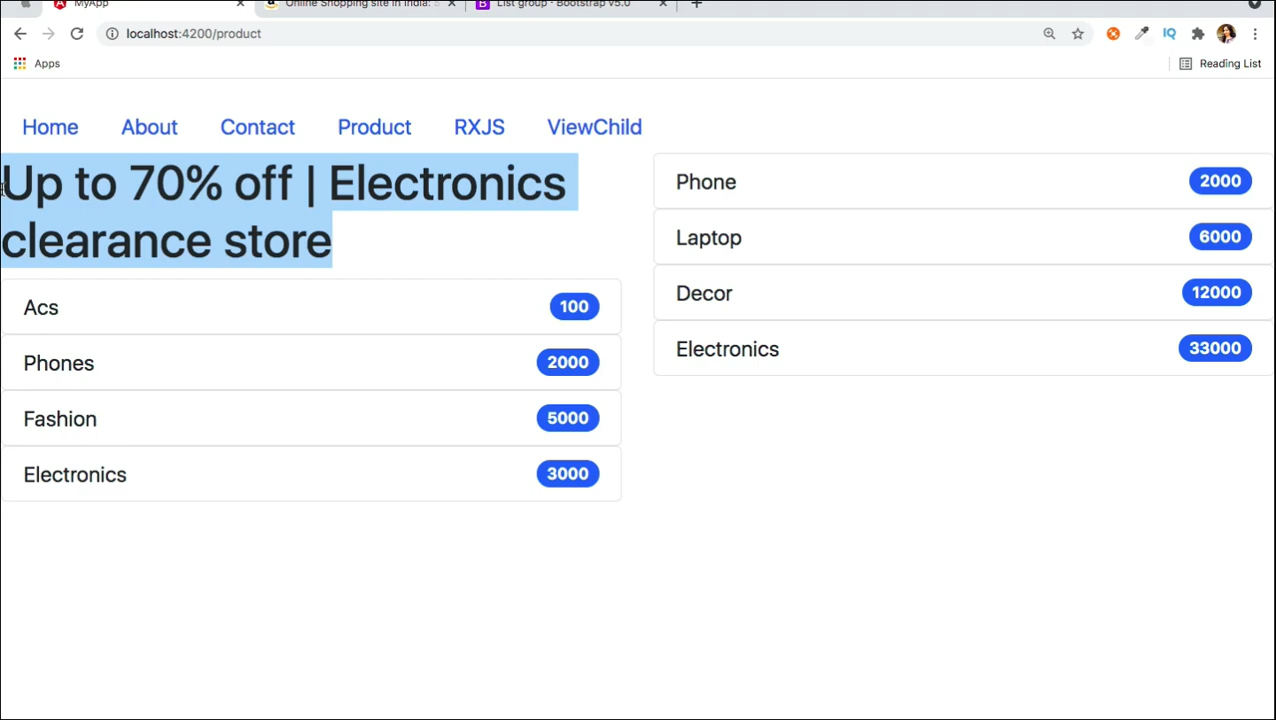 MyApp
Online Shopping site in India: S
List group · Bootstrap v5.0
localhost:4200/product
IQ
Apps
Reading List
Home About Contact Product RXJS ViewChild
Up to 70% off | Electronics
clearance store
Acs 100
Phones 2000
Fashion 5000
Electronics 3000
Phone 2000
Laptop 6000
Decor 12000
Electronics 33000